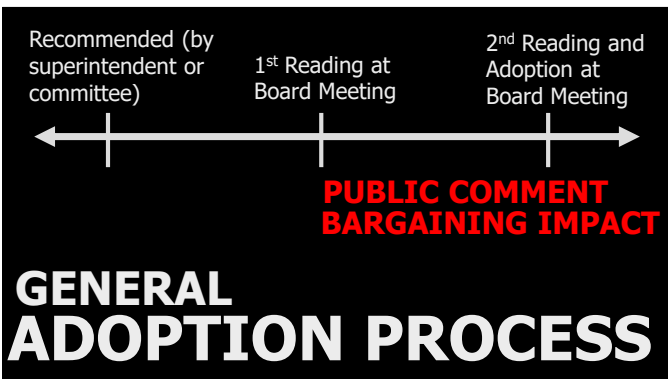 Recommended (by
superintendent or
committee)
1st Reading at
Board Meeting
2nd Reading and
Adoption at
Board Meeting
PUBLIC COMMENT
BARGAINING IMPACT
GENERAL
ADOPTION PROCESS